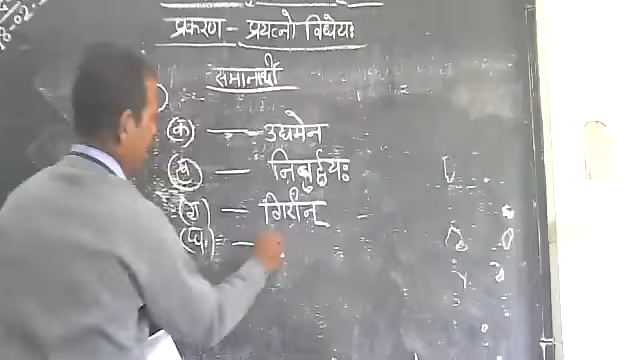 प्रकरण - प्रयत्नो विधेयः
समानार्थी
(क) — उद्यमेन
(ख) — निर्बुद्धयः
(ग) — गिरीन्
(घ) —